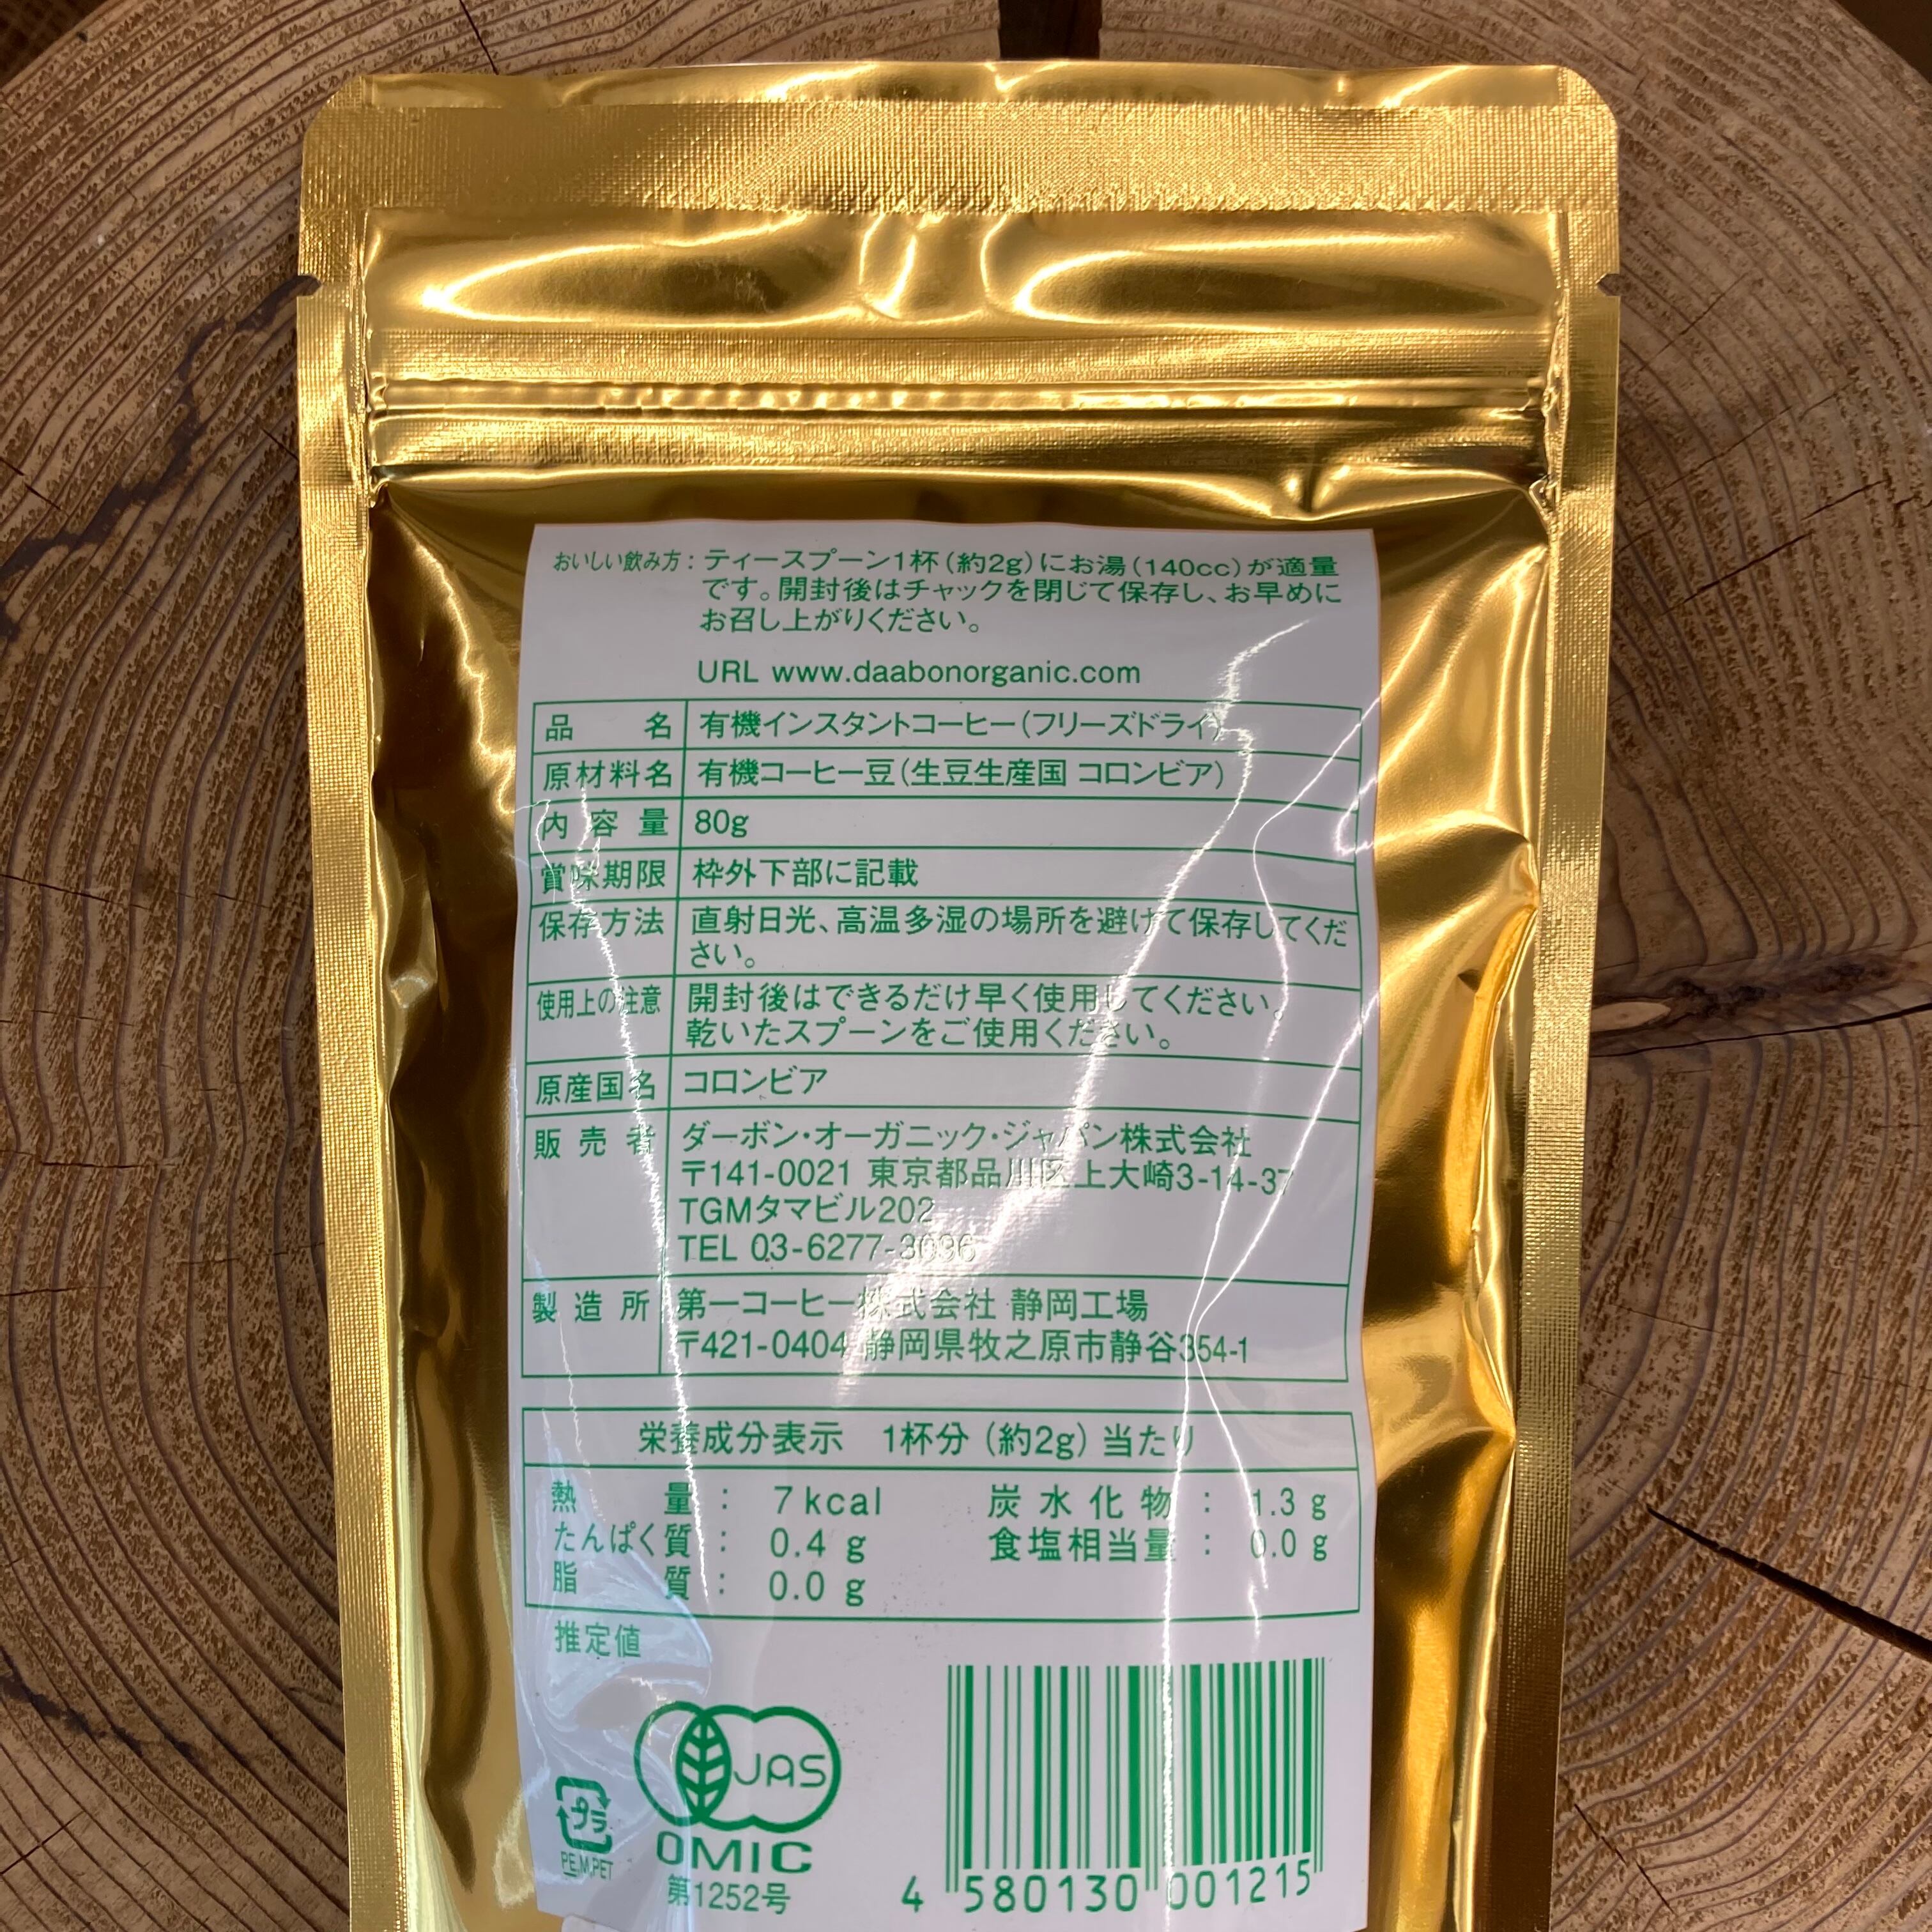 おいしい飲み方：ティースプーン1杯（約2g）にお湯（140cc）が適量
です。開封後はチャックを閉じて保存し、お早めに
お召し上がりください。
URL www.daabonorganic.com
品名 有機インスタントコーヒー（フリーズドライ）
原材料名 有機コーヒー豆（生豆生産国 コロンビア）
内容量 80g
賞味期限 枠外下部に記載
保存方法 直射日光、高温多湿の場所を避けて保存してくだ
さい。
使用上の注意 開封後はできるだけ早く使用してください。
乾いたスプーンをご使用ください。
原産国名 コロンビア
販売者 ダーボン・オーガニック・ジャパン株式会社
〒141-0021 東京都品川区上大崎3-14-37
TGMタマビル202
TEL 03-6277-3696
製造所 第一コーヒー株式会社 静岡工場
〒421-0404 静岡県牧之原市静谷354-1
栄養成分表示 1杯分（約2g）当たり
熱量： 7kcal 炭水化物： 1.3g
たんぱく質： 0.4g 食塩相当量： 0.0g
脂質： 0.0g
推定値
JAS
プラ
OMIC
PE,M,PET
第1252号
4 580130 001215